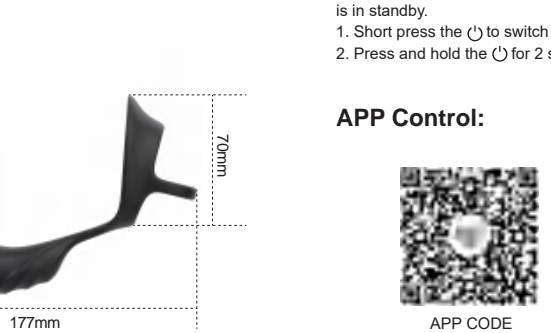 is in standby.
1. Short press the to switch
2. Press and hold the for 2 s
APP Control:
70mm
177mm
APP CODE